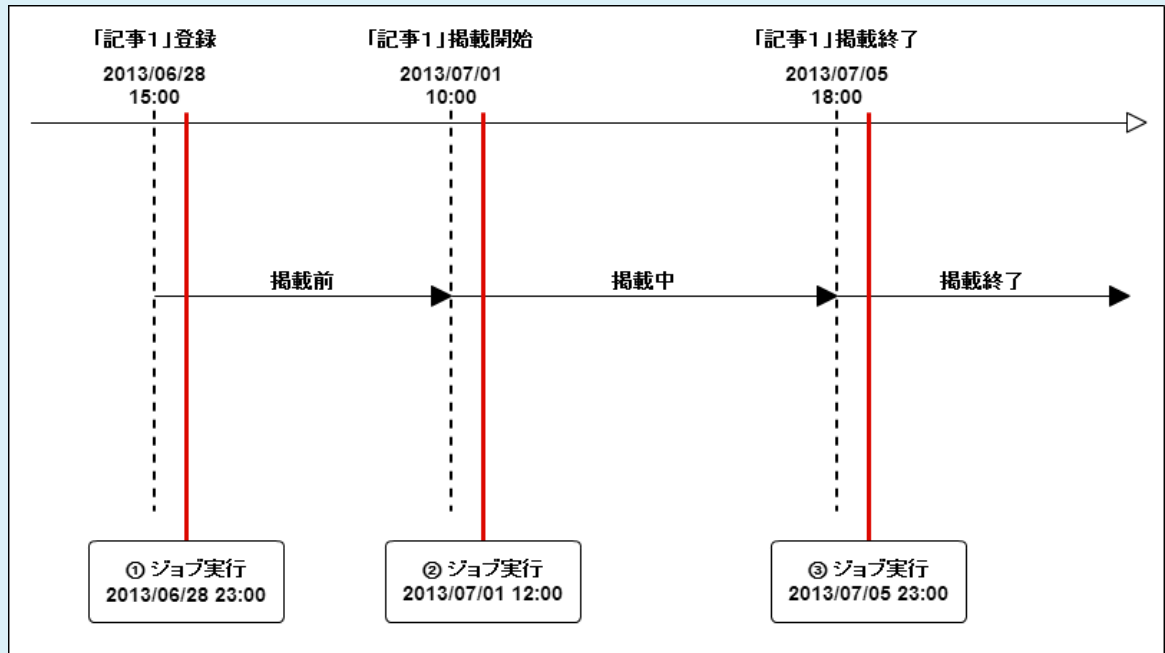 「記事1」登録
2013/06/28
15:00
「記事1」掲載開始
2013/07/01
10:00
「記事1」掲載終了
2013/07/05
18:00
掲載前
掲載中
掲載終了
① ジョブ実行
2013/06/28 23:00
② ジョブ実行
2013/07/01 12:00
③ ジョブ実行
2013/07/05 23:00